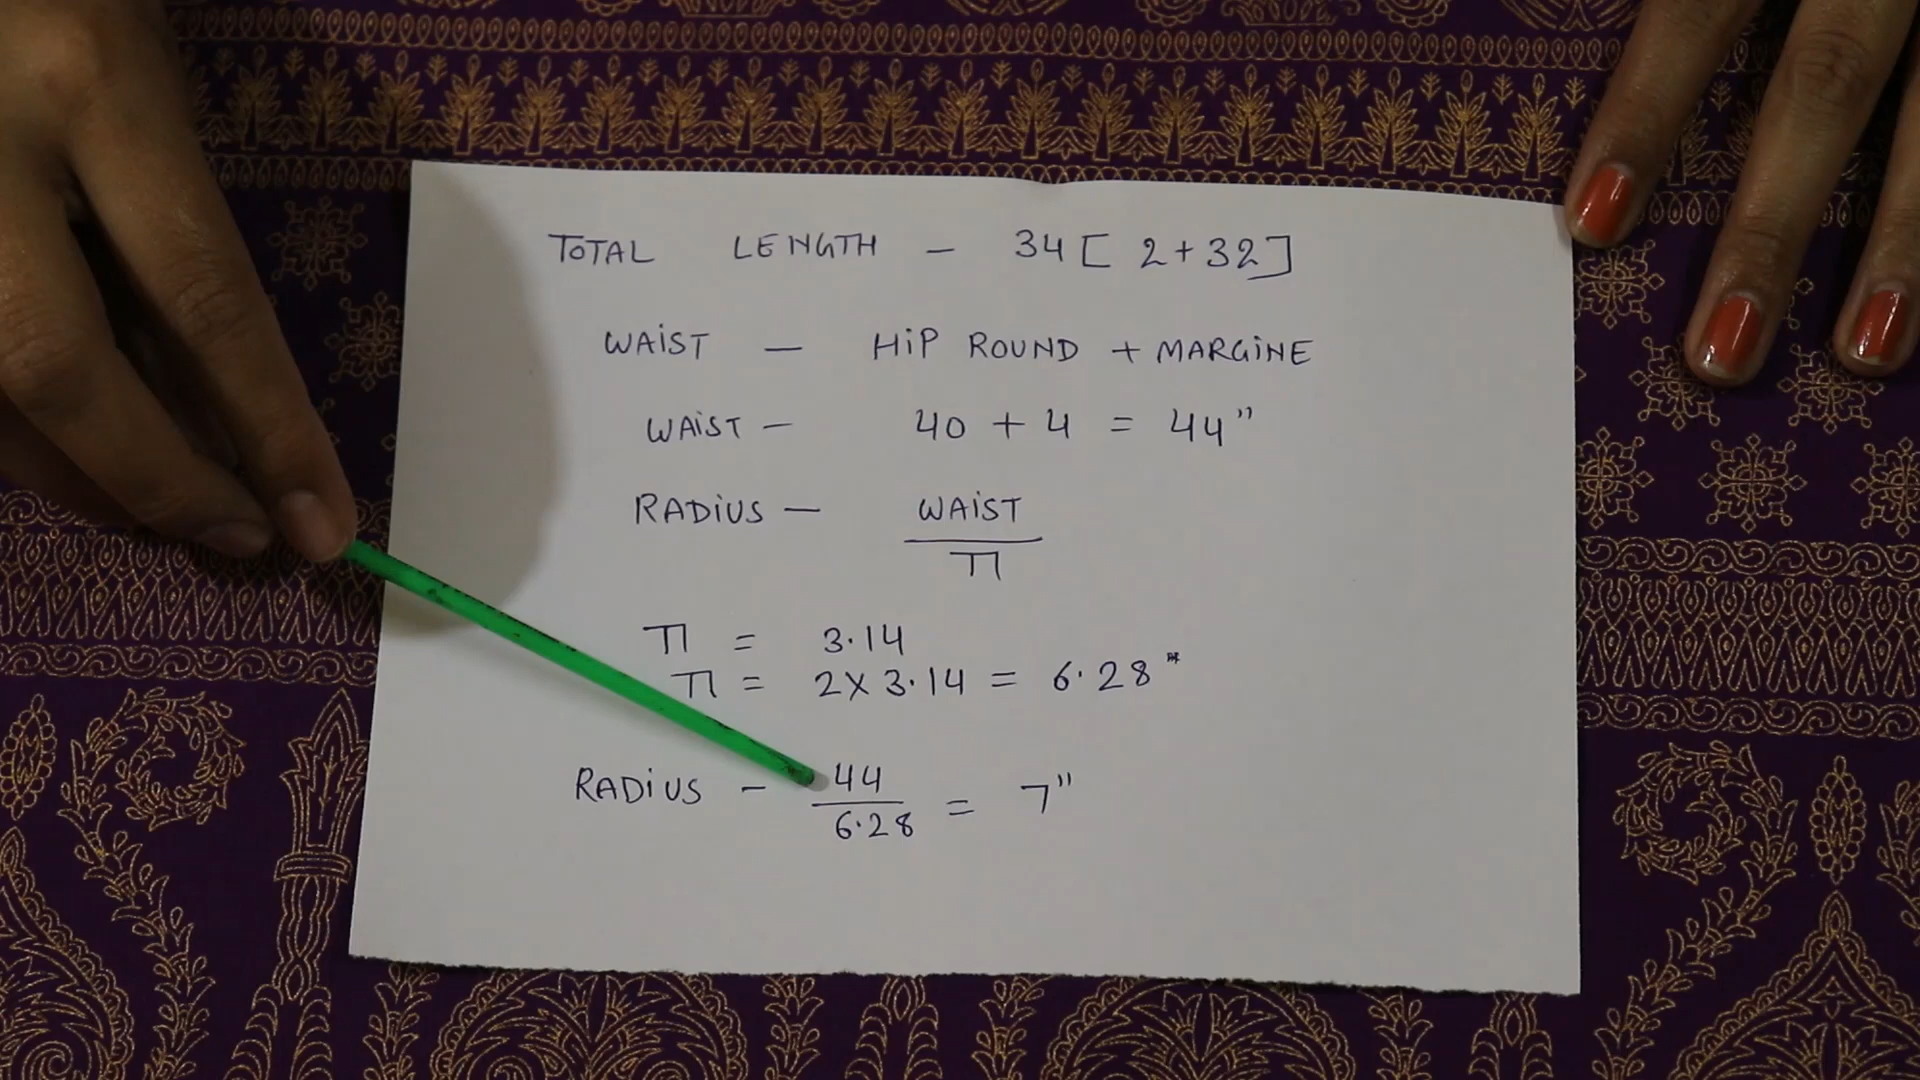 TOTAL LENGTH - 34 [ 2 + 32 ]
WAIST - HIP ROUND + MARGINE
WAIST - 40 + 4 = 44"
RADIUS - WAIST
π
π = 3.14
π = 2 X 3.14 = 6.28"
RADIUS - 44 = 7"
6.28